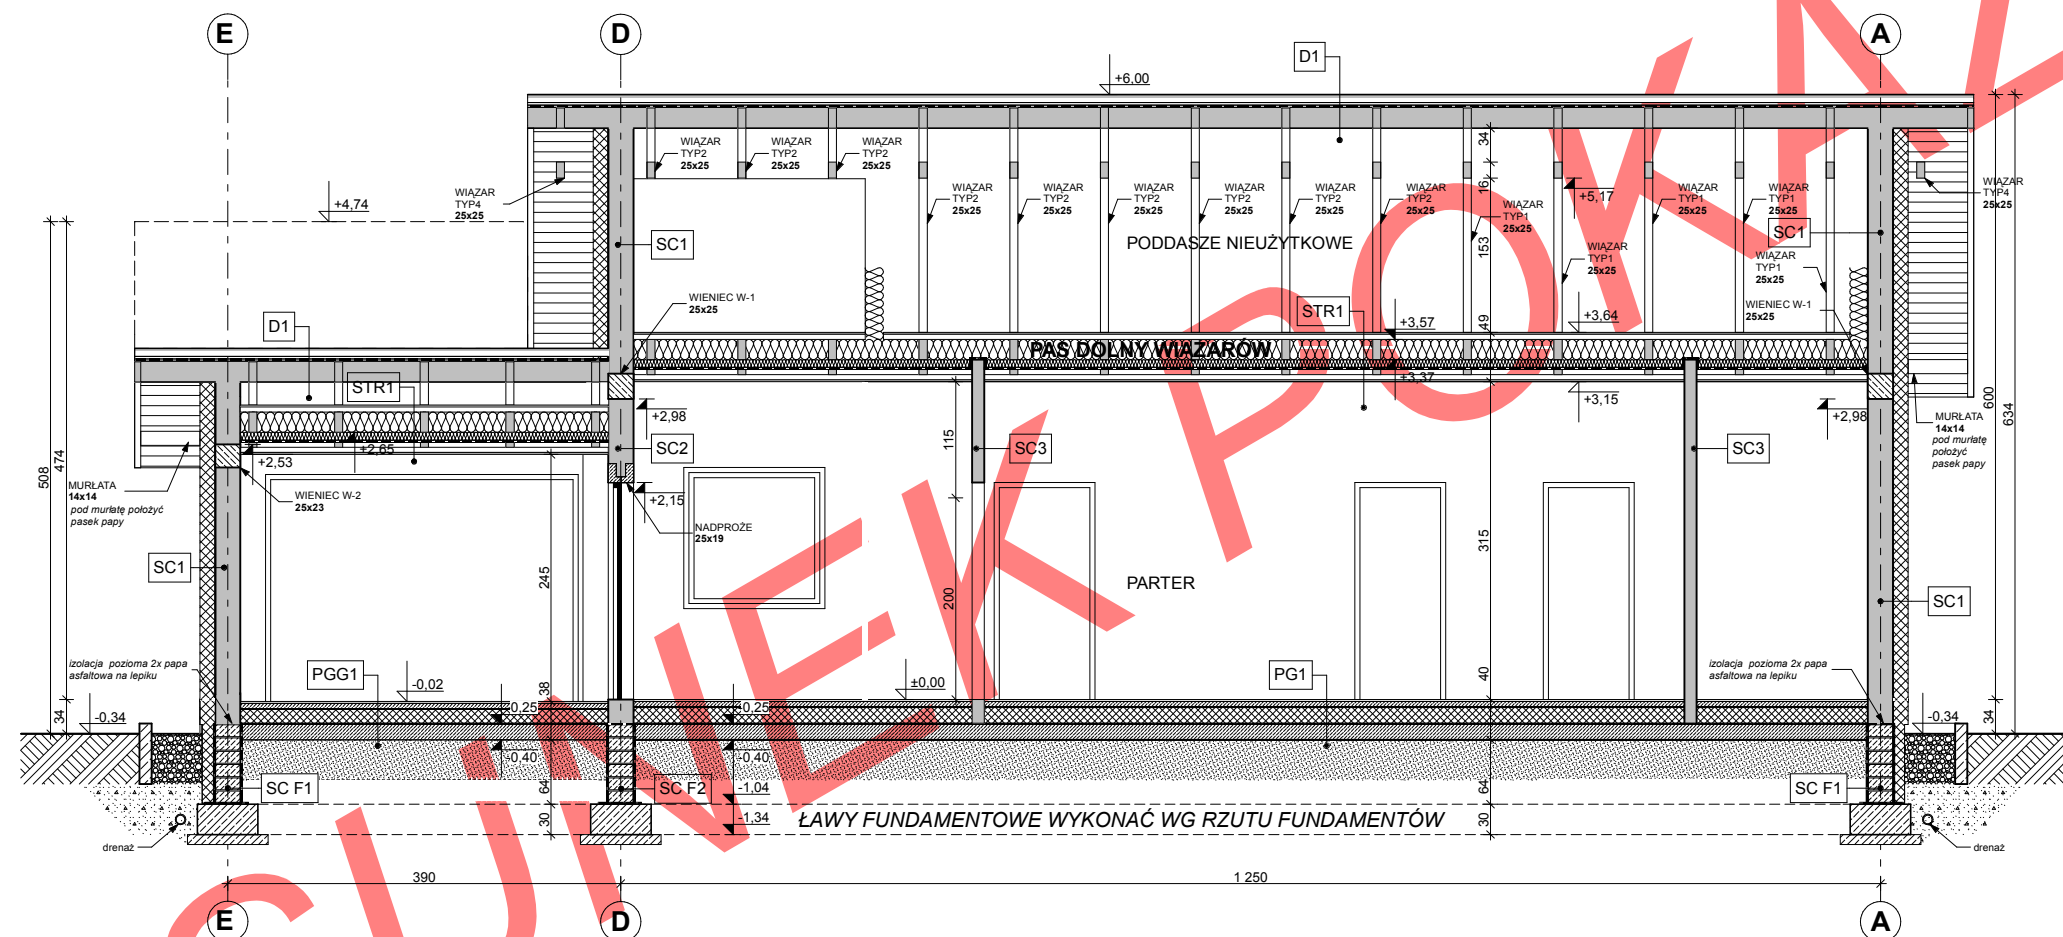 E
D
A
D1
+6,00
WIĄZAR
TYP2
25x25
WIĄZAR
TYP2
25x25
WIĄZAR
TYP2
25x25
34
WIĄZAR
TYP4
25x25
WIĄZAR
TYP2
25x25
WIĄZAR
TYP2
25x25
WIĄZAR
TYP2
25x25
WIĄZAR
TYP2
25x25
WIĄZAR
TYP2
25x25
WIĄZAR
TYP2
25x25
16
+5,17
WIĄZAR
TYP1
25x25
WIĄZAR
TYP1
25x25
WIĄZAR
TYP1
25x25
WIĄZAR
TYP4
25x25
+4,74
SC1
PODDASZE NIEUŻYTKOWE
153
WIĄZAR
TYP1
25x25
SC1
WIĄZAR
TYP1
25x25
WIENIEC W-1
25x25
STR1
WIENIEC W-1
25x25
D1
+3,57
49
+3,64
PAS DOLNY WIĄZARÓW
+3,37
STR1
+3,15
+2,98
+2,98
600
634
MURŁATA
14x14
pod murłatę
położyć
pasek papy
508
474
115
SC2
SC3
SC3
+2,53
+2,65
MURŁATA
14x14
pod murłatę położyć
pasek papy
WIENIEC W-2
25x23
+2,15
NADPROŻE
25x19
SC1
245
315
PARTER
200
SC1
izolacja pozioma 2x papa
asfaltowa na lepiku
PGG1
-0,02
±0,00
PG1
40
izolacja pozioma 2x papa
asfaltowa na lepiku
38
-0,25
-0,25
34
-0,34
-0,34
34
-0,40
-0,40
SC F1
64
SC F2
-1,04
64
SC F1
30
-1,34
ŁAWY FUNDAMENTOWE WYKONAĆ WG RZUTU FUNDAMENTÓW
30
drenaż
drenaż
390
1 250
E
D
A
SUNEK POKAZ